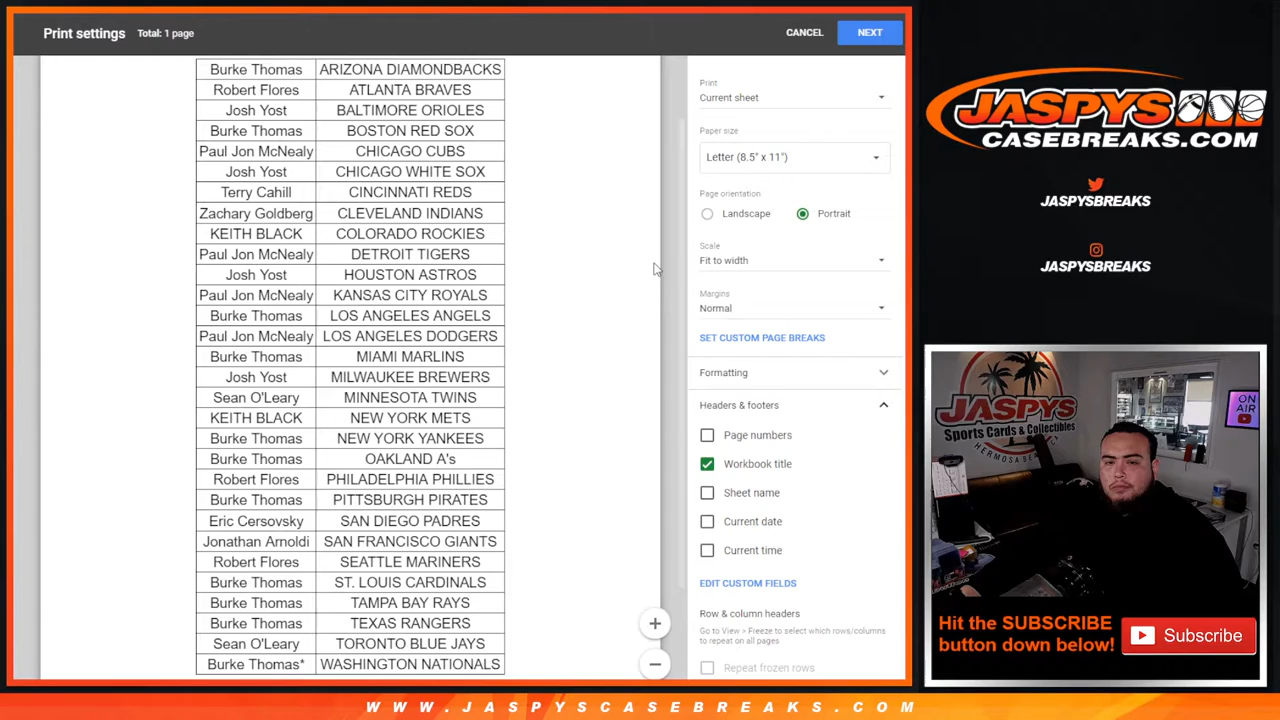 Print settings Total: 1 page CANCEL NEXT
Burke Thomas ARIZONA DIAMONDBACKS
Robert Flores ATLANTA BRAVES
Josh Yost BALTIMORE ORIOLES
Burke Thomas BOSTON RED SOX
Paul Jon McNealy CHICAGO CUBS
Josh Yost CHICAGO WHITE SOX
Terry Cahill CINCINNATI REDS
Zachary Goldberg CLEVELAND INDIANS
KEITH BLACK COLORADO ROCKIES
Paul Jon McNealy DETROIT TIGERS
Josh Yost HOUSTON ASTROS
Paul Jon McNealy KANSAS CITY ROYALS
Burke Thomas LOS ANGELES ANGELS
Paul Jon McNealy LOS ANGELES DODGERS
Burke Thomas MIAMI MARLINS
Josh Yost MILWAUKEE BREWERS
Sean O'Leary MINNESOTA TWINS
KEITH BLACK NEW YORK METS
Burke Thomas NEW YORK YANKEES
Burke Thomas OAKLAND A's
Robert Flores PHILADELPHIA PHILLIES
Burke Thomas PITTSBURGH PIRATES
Eric Cersovsky SAN DIEGO PADRES
Jonathan Arnoldi SAN FRANCISCO GIANTS
Robert Flores SEATTLE MARINERS
Burke Thomas ST. LOUIS CARDINALS
Burke Thomas TAMPA BAY RAYS
Burke Thomas TEXAS RANGERS
Sean O'Leary TORONTO BLUE JAYS
Burke Thomas* WASHINGTON NATIONALS
Print
Current sheet
Paper size
Letter (8.5" x 11")
Page orientation
Landscape Portrait
Scale
Fit to width
Margins
Normal
SET CUSTOM PAGE BREAKS
Formatting
Headers & footers
Page numbers
Workbook title
Sheet name
Current date
Current time
EDIT CUSTOM FIELDS
Row & column headers
Go to View > Freeze to select which rows/columns
to repeat on all pages
Repeat frozen rows
JASPYS
CASEBREAKS.COM
JASPYSBREAKS
JASPYSBREAKS
JASPYS
Sports Cards & Collectibles
HERMOSA BEA
ON
AIR
Hit the SUBSCRIBE
button down below!
Subscribe
WWW.JASPYSCASEBREAKS.COM